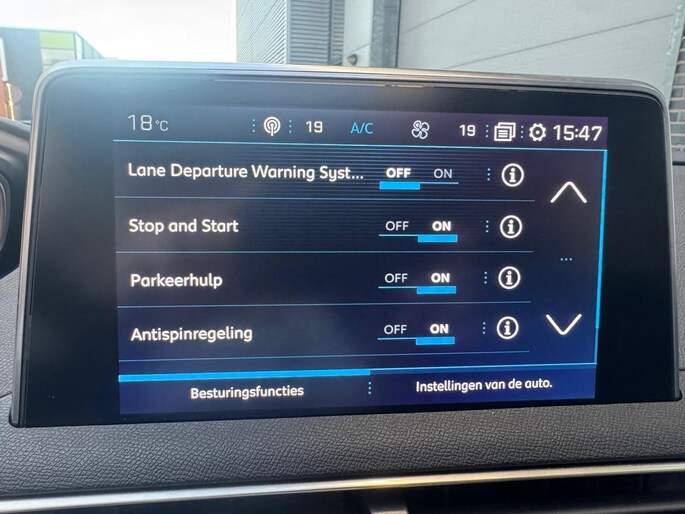 18°C 19 A/C 19 15:47
Lane Departure Warning Syst... OFF ON
Stop and Start OFF ON
Parkeerhulp OFF ON
Antispinregeling OFF ON
Besturingsfuncties Instellingen van de auto.